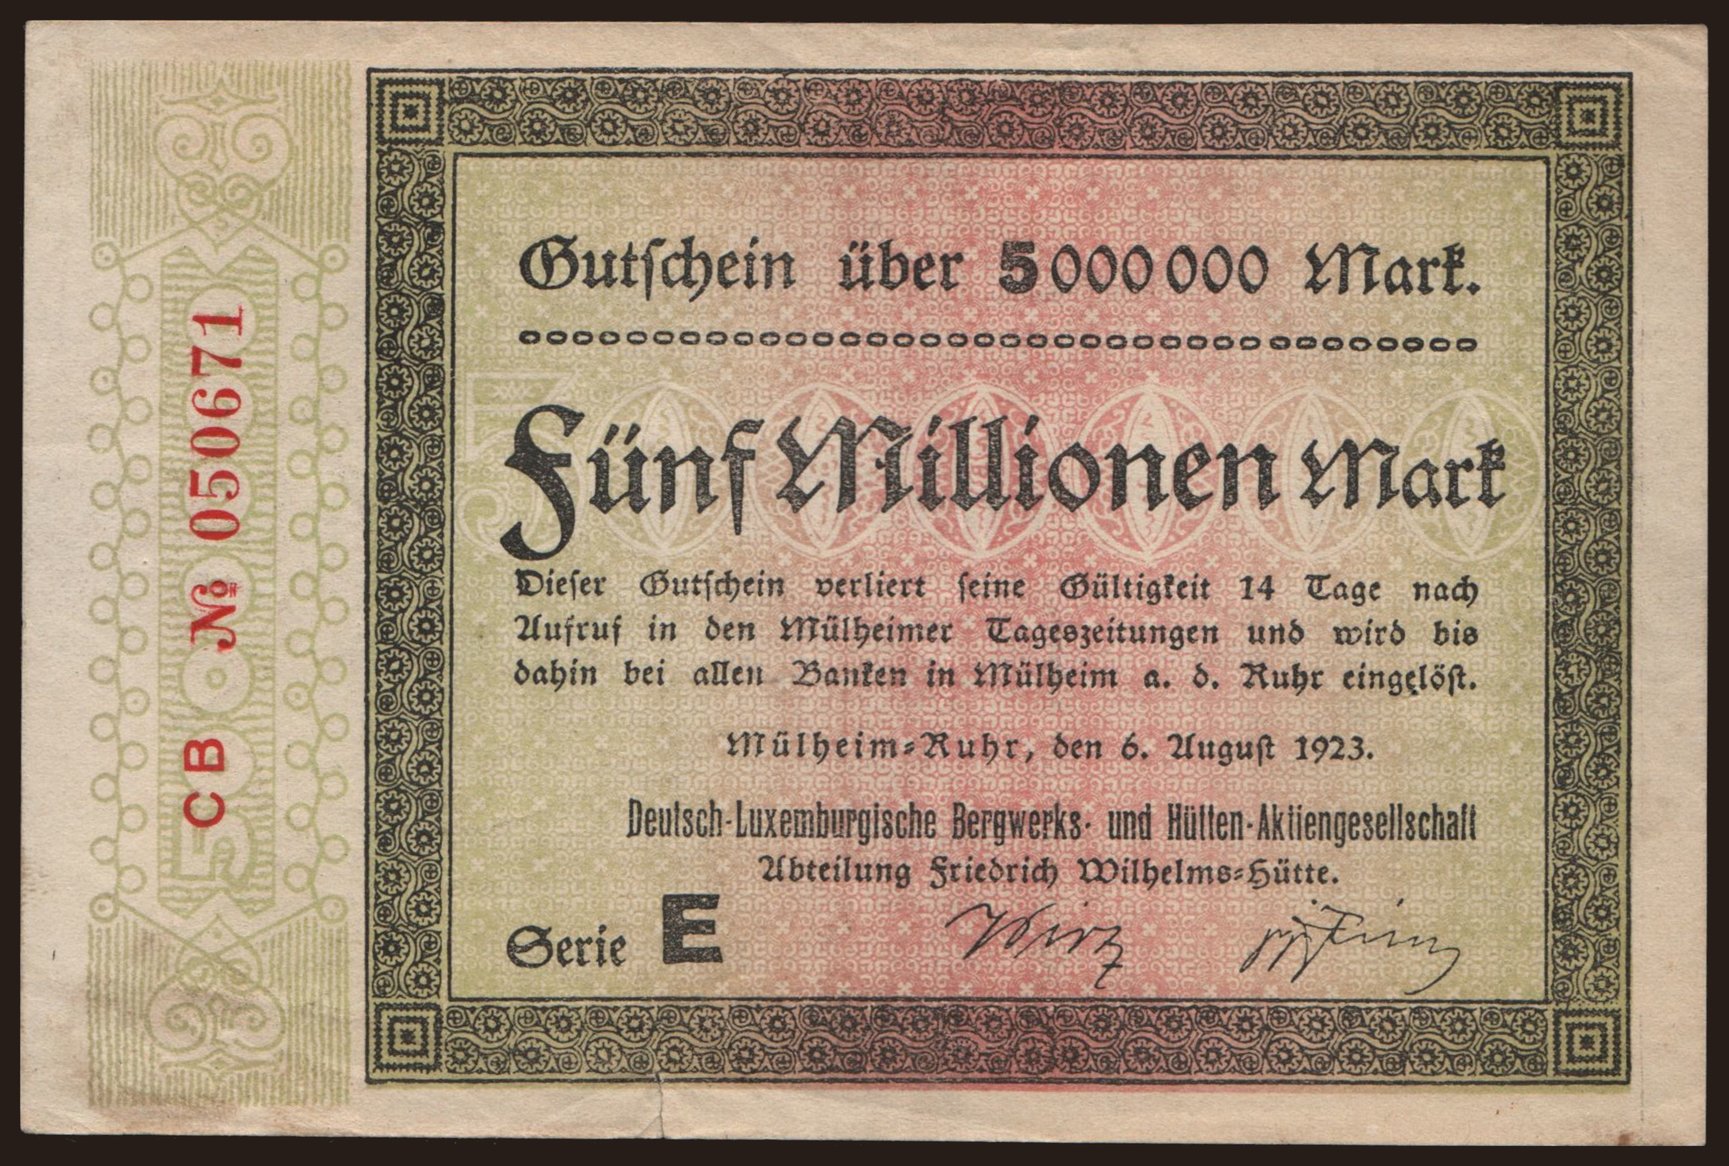 Gutschein über 5000000 Mark.
Fünf Millionen Mark
Dieser Gutschein verliert seine Gültigkeit 14 Tage nach
Aufruf in den Mülheimer Tageszeitungen und wird bis
dahin bei allen Banken in Mülheim a. d. Ruhr eingelöst.
Mülheim-Ruhr, den 6. August 1923.
Deutsch-Luxemburgische Bergwerks- und Hütten-Aktiengesellschaft
Abteilung Friedrich Wilhelms-Hütte.
Serie E
Wirtz
CB № 050671